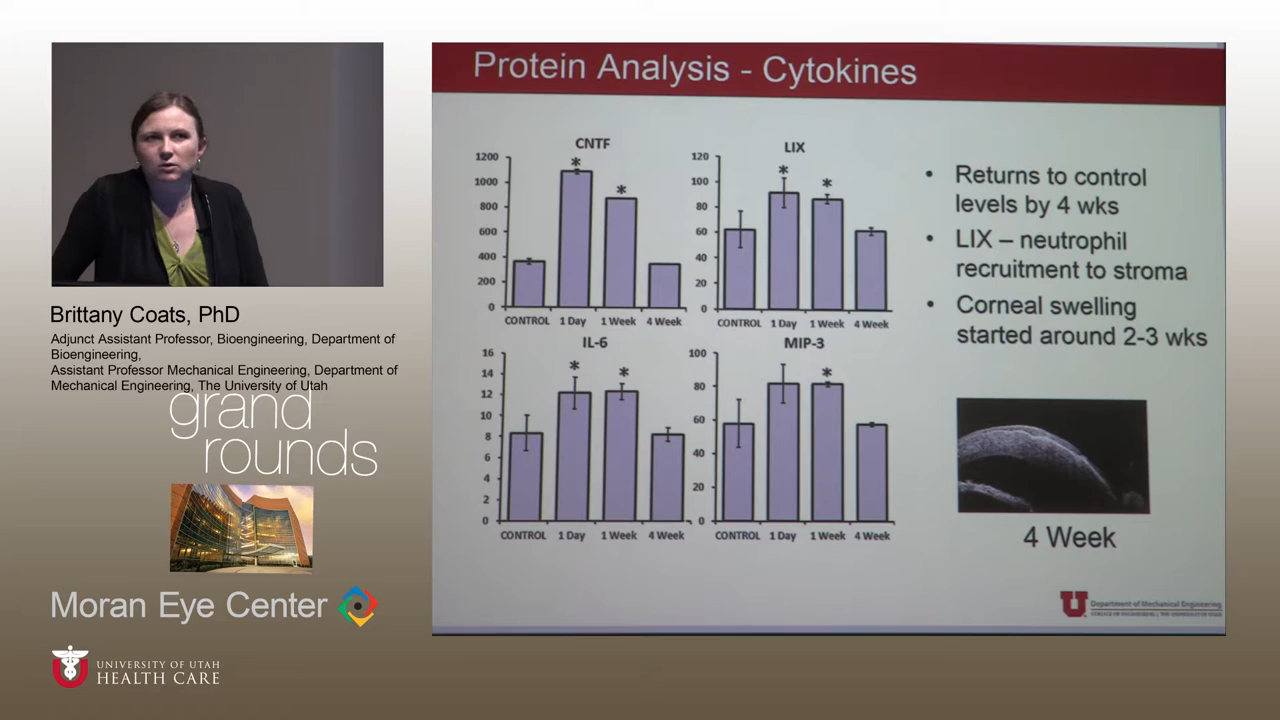 Protein Analysis - Cytokines
CNTF
1200
1000
800
600
400
200
0
*
*
CONTROL 1 Day 1 Week 4 Week
LIX
120
100
80
60
40
20
0
*
*
CONTROL 1 Day 1 Week 4 Week
IL-6
16
14
12
10
8
6
4
2
0
*
*
CONTROL 1 Day 1 Week 4 Week
MIP-3
100
80
60
40
20
0
*
CONTROL 1 Day 1 Week 4 Week
• Returns to control
levels by 4 wks
• LIX – neutrophil
recruitment to stroma
• Corneal swelling
started around 2-3 wks
4 Week
U
Department of Mechanical Engineering
Brittany Coats, PhD
Adjunct Assistant Professor, Bioengineering, Department of
Bioengineering,
Assistant Professor Mechanical Engineering, Department of
Mechanical Engineering, The University of Utah
grand
rounds
Moran Eye Center
UNIVERSITY OF UTAH
HEALTH CARE